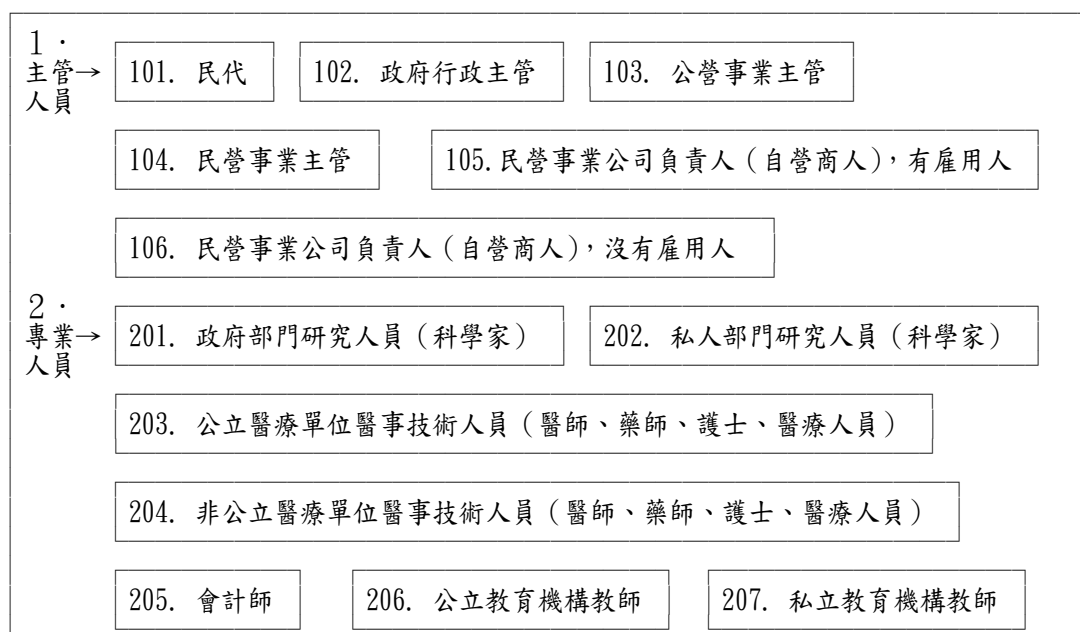 1．
主管→ 101. 民代 102. 政府行政主管 103. 公營事業主管
人員
104. 民營事業主管 105.民營事業公司負責人（自營商人），有雇用人
106. 民營事業公司負責人（自營商人），沒有雇用人
2．
專業→ 201. 政府部門研究人員（科學家） 202. 私人部門研究人員（科學家）
人員
203. 公立醫療單位醫事技術人員（醫師、藥師、護士、醫療人員）
204. 非公立醫療單位醫事技術人員（醫師、藥師、護士、醫療人員）
205. 會計師 206. 公立教育機構教師 207. 私立教育機構教師